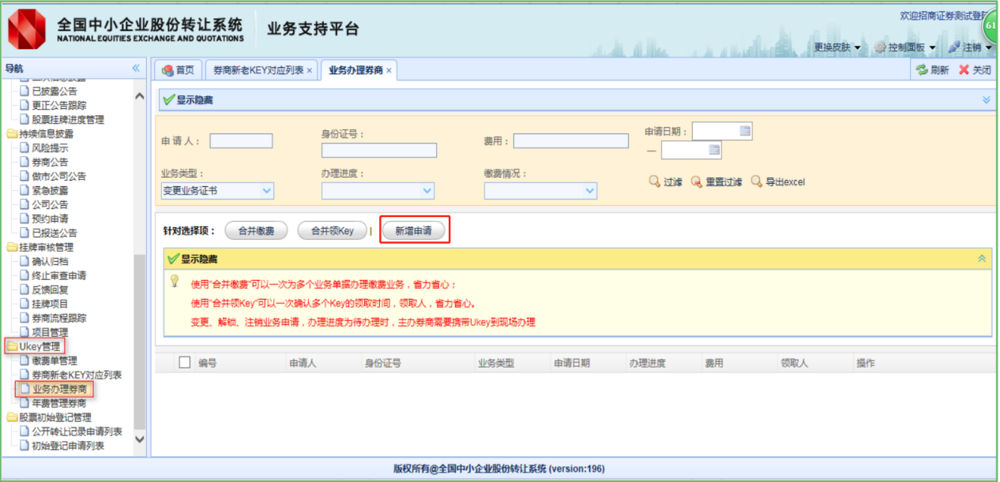 全国中小企业股份转让系统
NATIONAL EQUITIES EXCHANGE AND QUOTATIONS
业务支持平台
欢迎招商证券测试登
61
更换皮肤
控制面板
注销
导航
首页
券商新老KEY对应列表
业务办理券商
刷新
关闭
已披露公告
更正公告跟踪
股票挂牌进度管理
持续信息披露
风险提示
券商公告
做市公司公告
紧急披露
公司公告
预约申请
已报送公告
挂牌审核管理
确认归档
终止审查申请
反馈回复
挂牌项目
券商流程跟踪
项目管理
Ukey管理
缴费单管理
券商新老KEY对应列表
业务办理券商
年费管理券商
股票初始登记管理
公开转让记录申请列表
初始登记申请列表
显示隐藏
申 请 人：
身份证号：
费用：
申请日期：
—
业务类型：
变更业务证书
办理进度：
缴费情况：
过滤
重置过滤
导出excel
针对选择项：
合并缴费
合并领Key
|
新增申请
显示隐藏
使用"合并缴费"可以一次为多个业务单据办理缴费业务，省力省心；
使用"合并领Key"可以一次确认多个Key的领取时间，领取人，省力省心。
变更、解锁、注销业务申请，办理进度为待办理时，主办券商需要携带Ukey到现场办理
编号 申请人 身份证号 业务类型 申请日期 办理进度 费用 领取人 操作
版权所有@全国中小企业股份转让系统 (version:196)